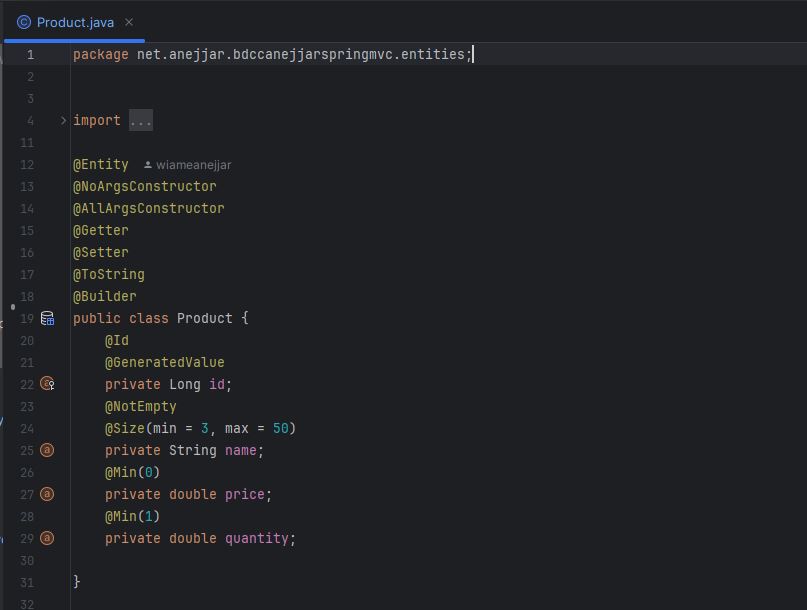 Product.java
1 package net.anejjar.bdccanejjarspringmvc.entities;
2
3
4 import ...
11
12 @Entity wiameanejjar
13 @NoArgsConstructor
14 @AllArgsConstructor
15 @Getter
16 @Setter
17 @ToString
18 @Builder
19 public class Product {
20     @Id
21     @GeneratedValue
22     private Long id;
23     @NotEmpty
24     @Size(min = 3, max = 50)
25     private String name;
26     @Min(0)
27     private double price;
28     @Min(1)
29     private double quantity;
30
31 }
32